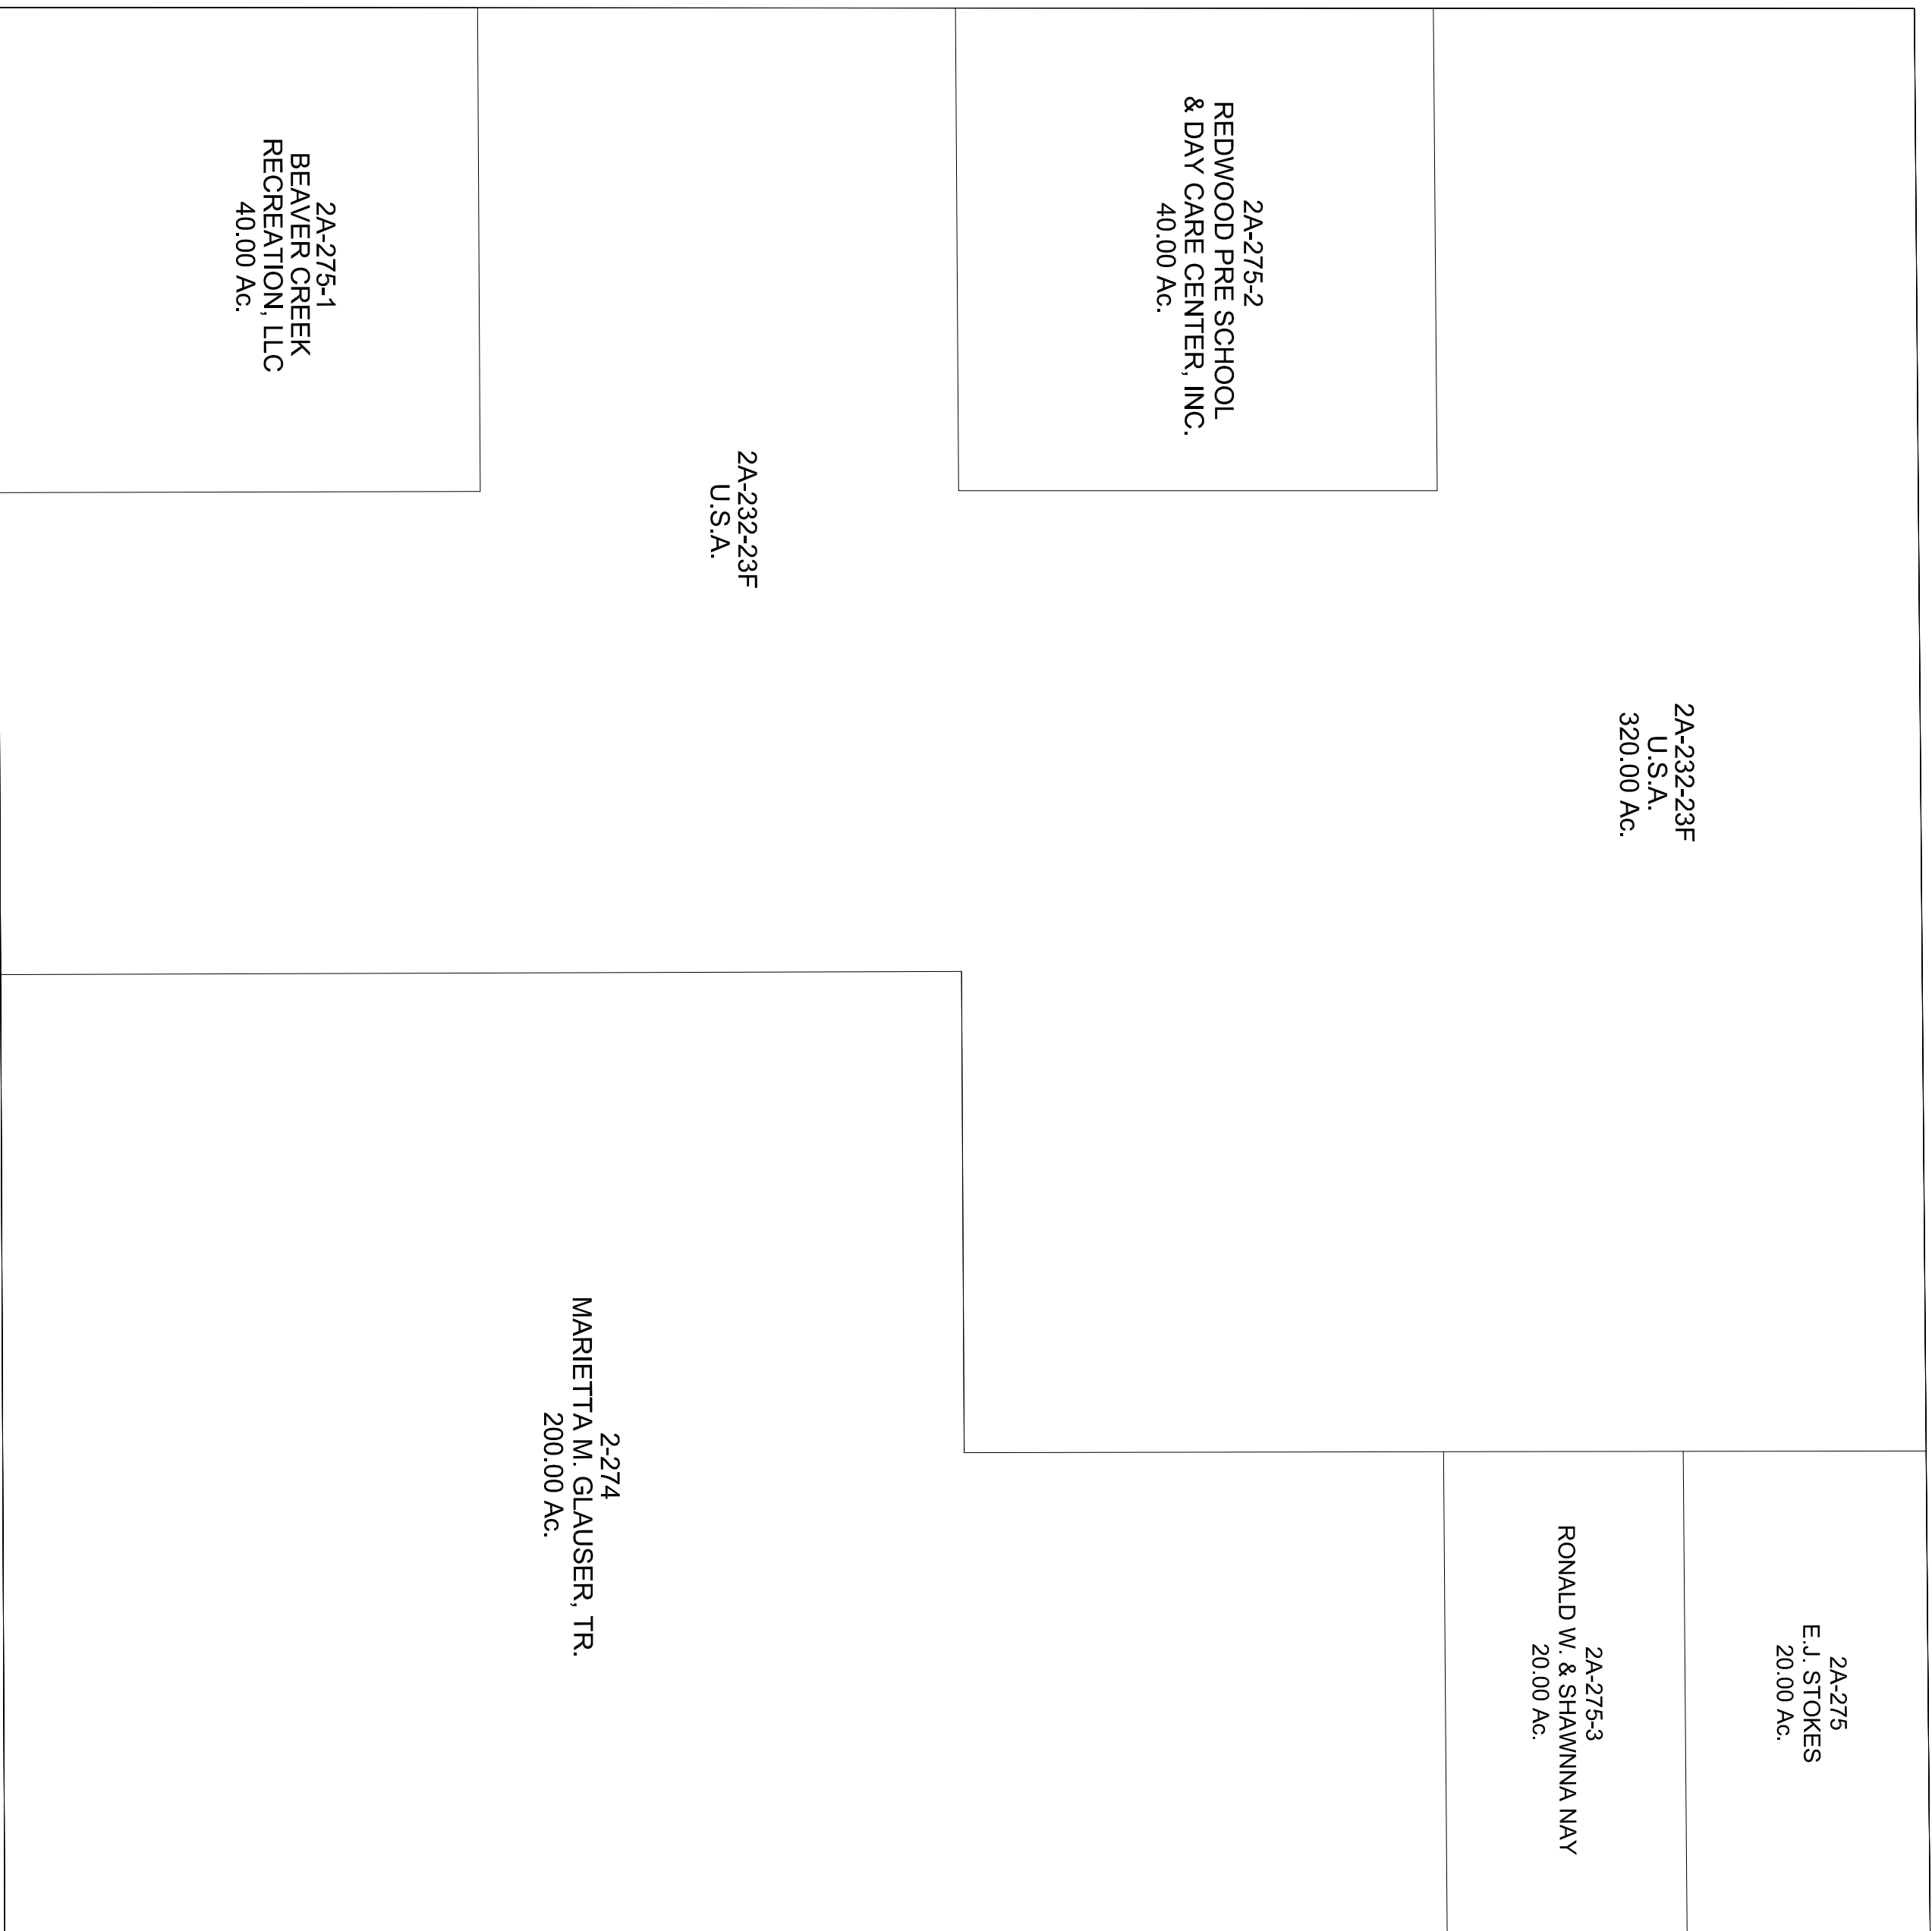 2A-275-1
BEAVER CREEK
RECREATION, LLC
40.00 Ac.
2A-232-23F
U.S.A.
2A-275-2
REDWOOD PRE SCHOOL
& DAY CARE CENTER, INC.
40.00 Ac.
2A-232-23F
U.S.A.
320.00 Ac.
2-274
MARIETTA M. GLAUSER, TR.
200.00 Ac.
2A-275-3
RONALD W. & SHAWNNA NAY
20.00 Ac.
2A-275
E.J. STOKES
20.00 Ac.